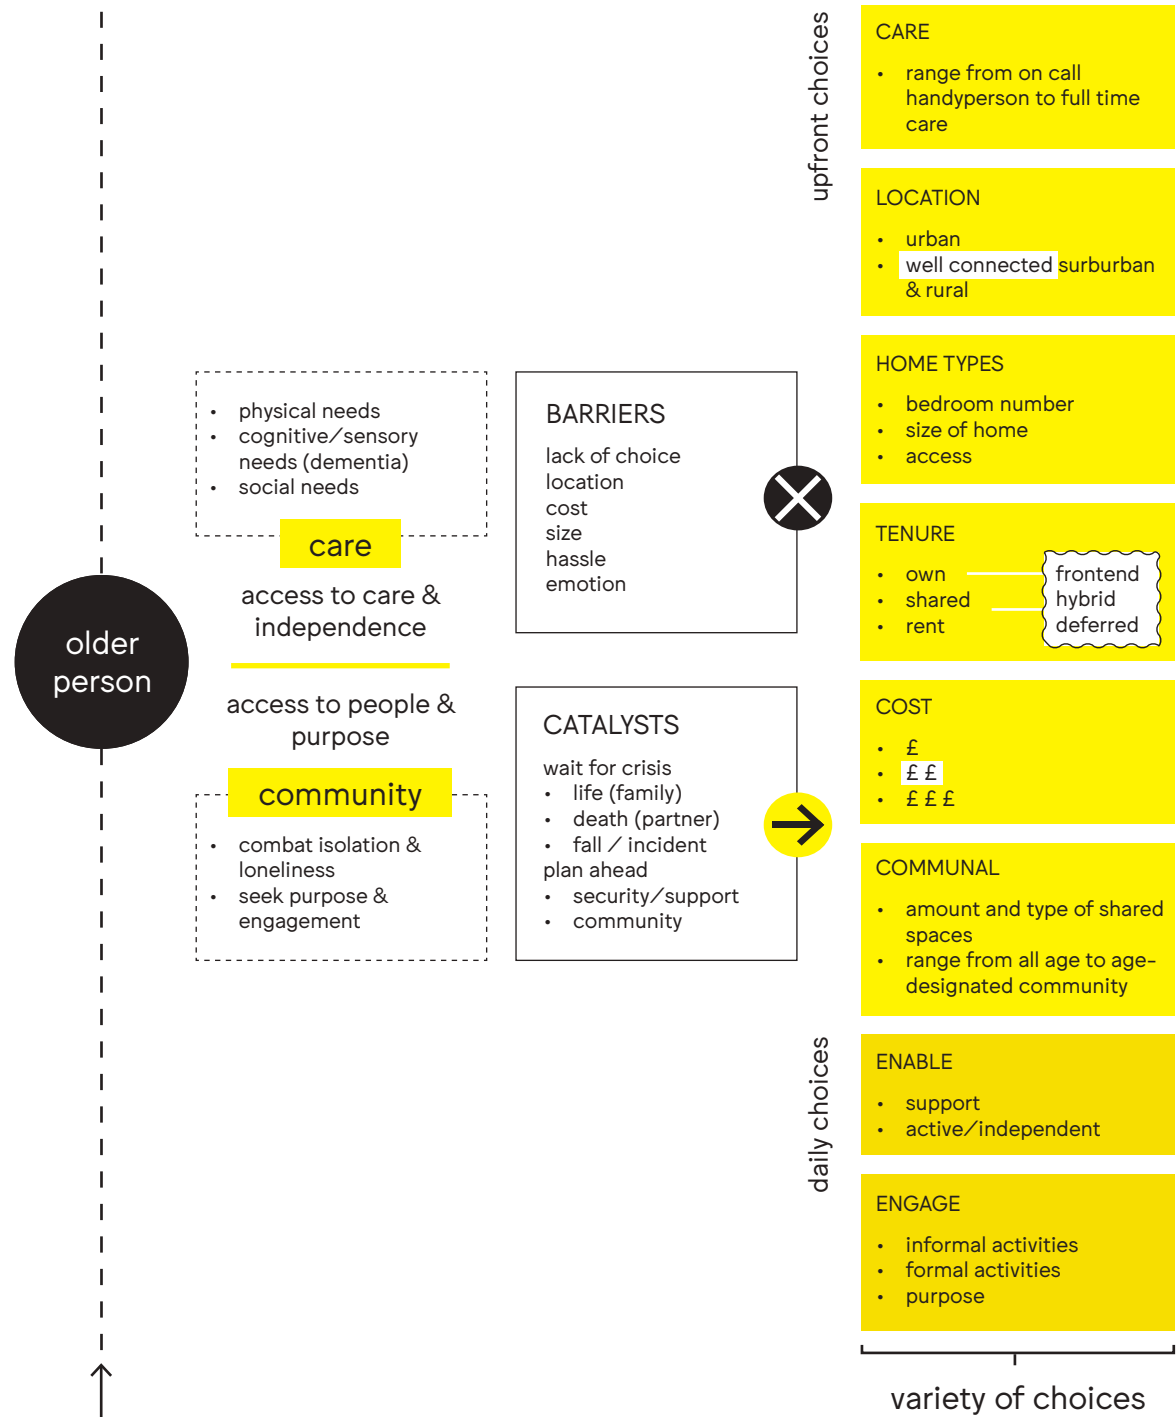 older
person
• physical needs
• cognitive/sensory
needs (dementia)
• social needs
care
access to care &
independence
access to people &
purpose
community
• combat isolation &
loneliness
• seek purpose &
engagement
BARRIERS
lack of choice
location
cost
size
hassle
emotion
CATALYSTS
wait for crisis
• life (family)
• death (partner)
• fall / incident
plan ahead
• security/support
• community
upfront choices
CARE
• range from on call
handyperson to full time
care
LOCATION
• urban
• well connected surburban
& rural
HOME TYPES
• bedroom number
• size of home
• access
TENURE
• own
• shared
• rent
frontend
hybrid
deferred
COST
• £
• £ £
• £ £ £
COMMUNAL
• amount and type of shared
spaces
• range from all age to age-
designated community
daily choices
ENABLE
• support
• active/independent
ENGAGE
• informal activities
• formal activities
• purpose
variety of choices